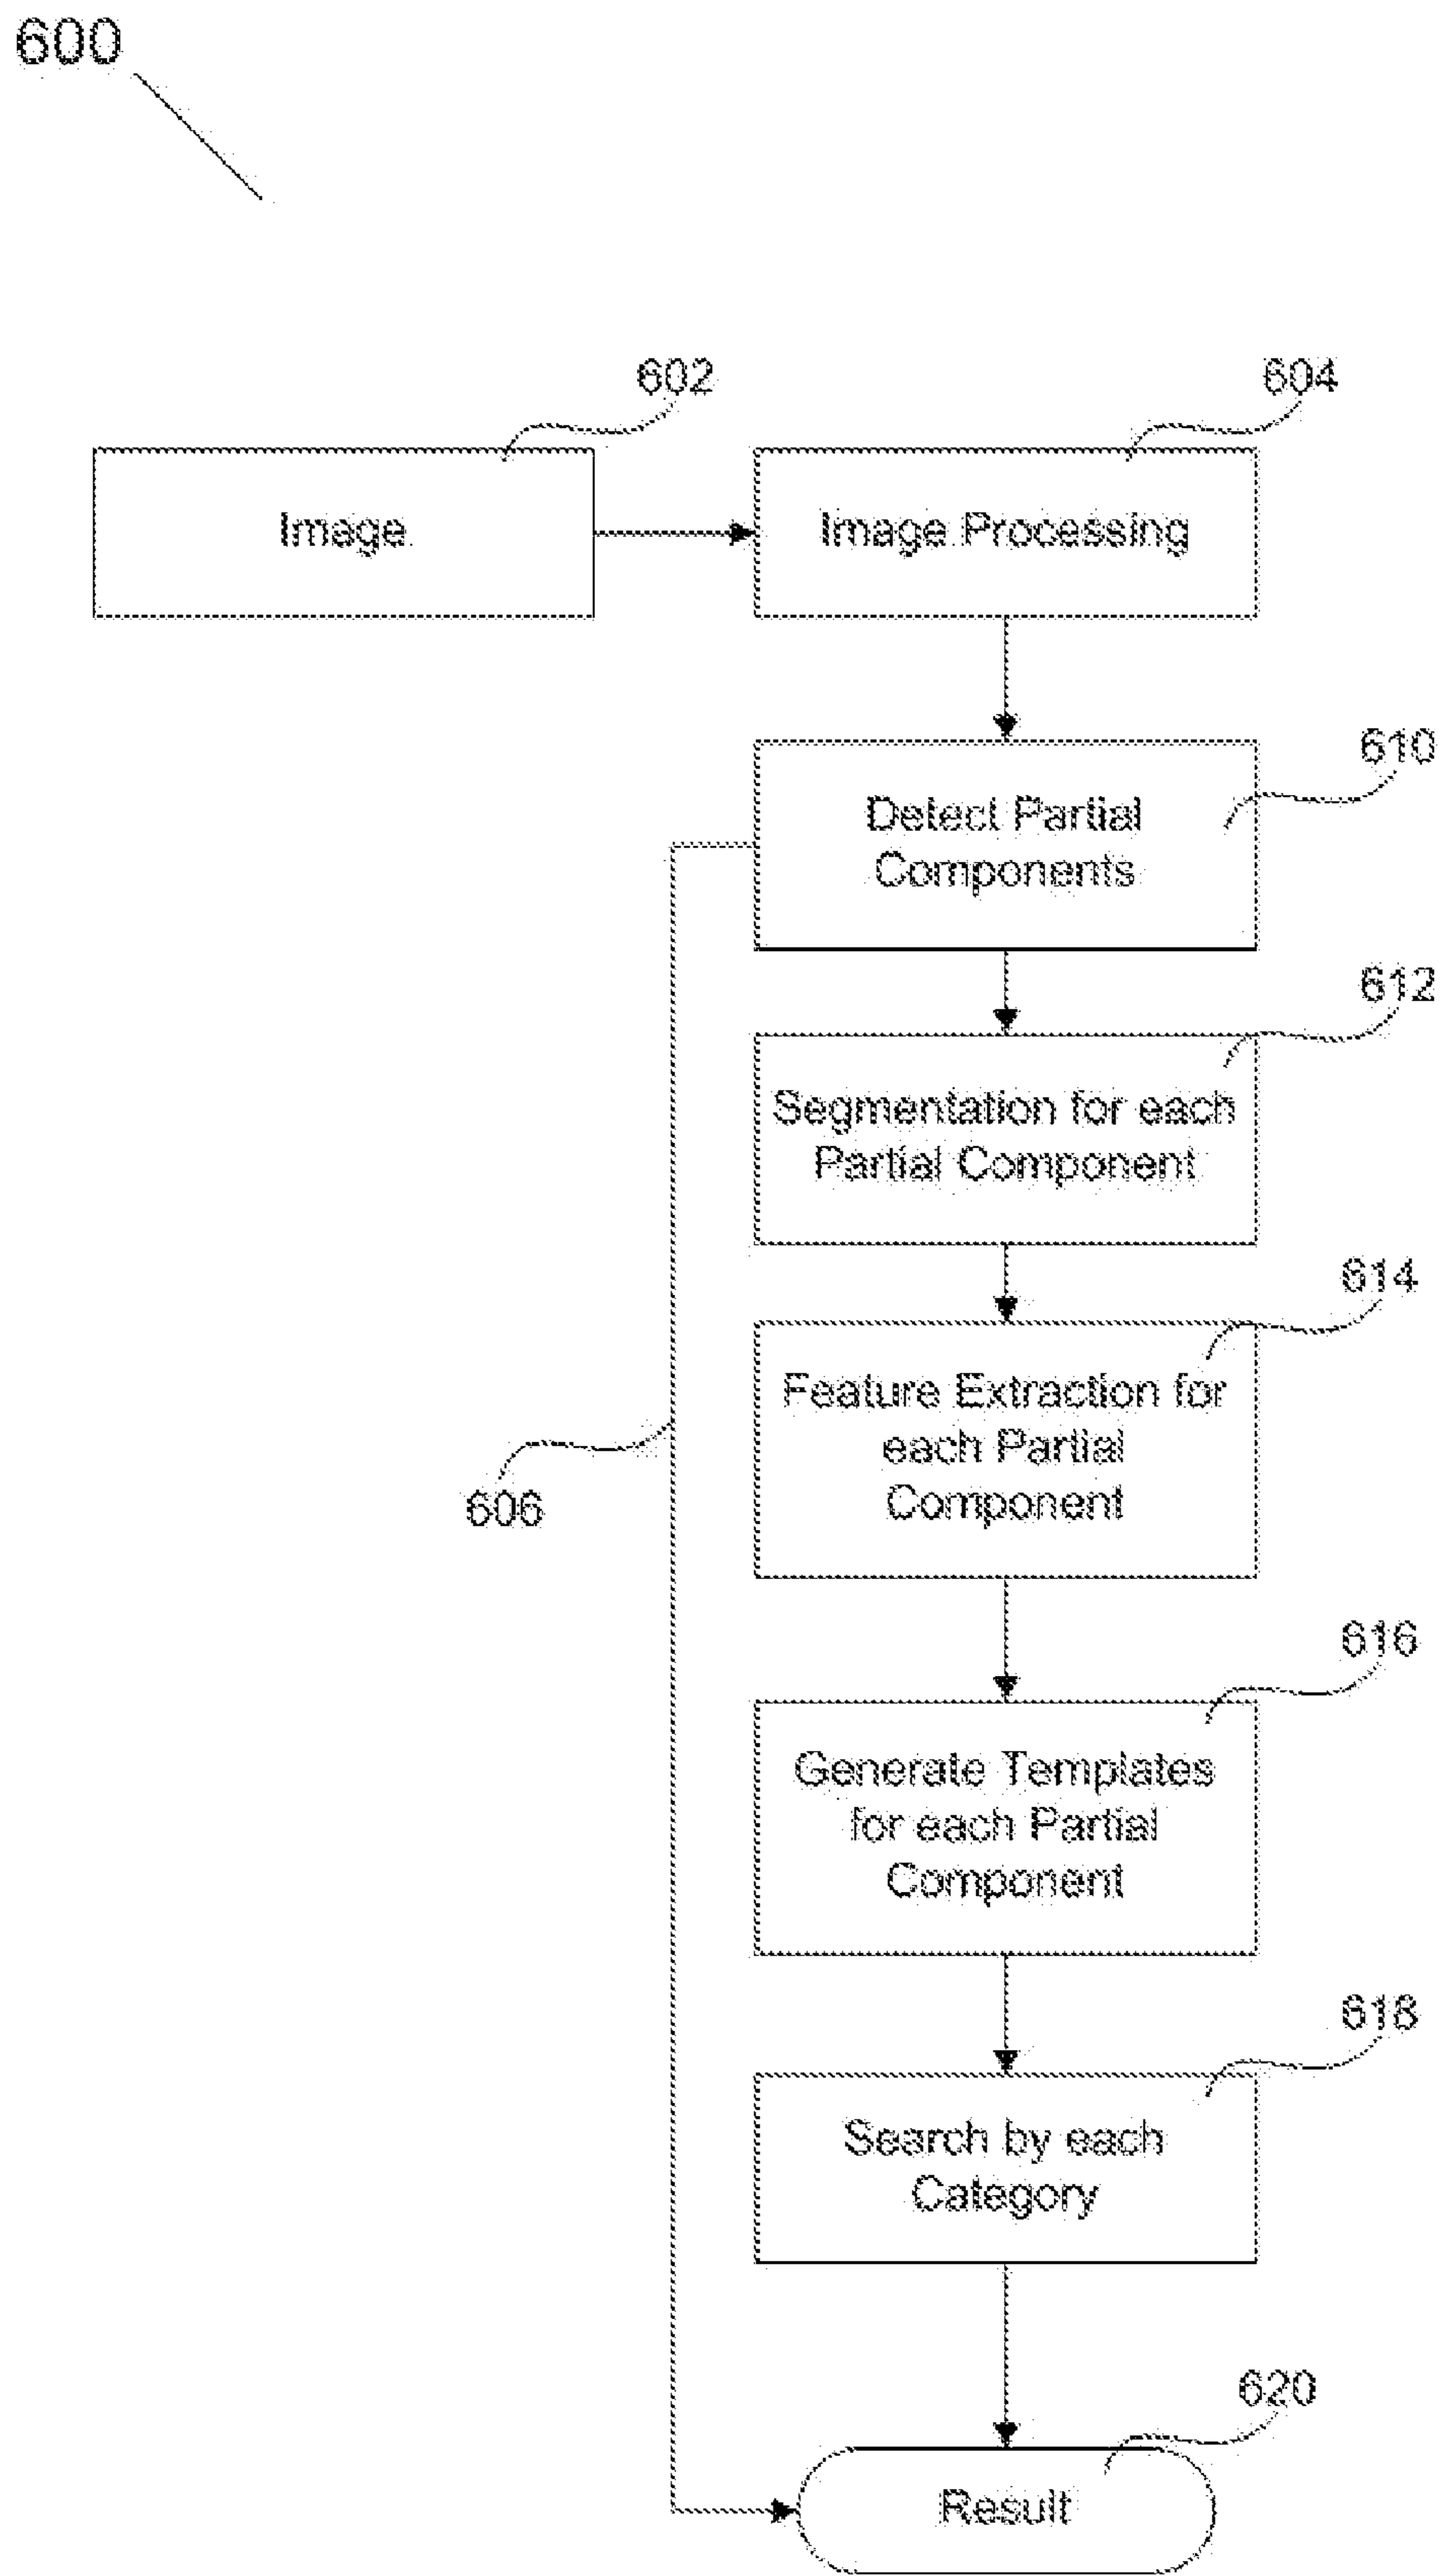 600
602
604
Image
Image Processing
610
Detect Partial
Components
612
Segmentation for each
Partial Component
614
Feature Extraction for
each Partial
Component
606
616
Generate Templates
for each Partial
Component
618
Search by each
Category
620
Result